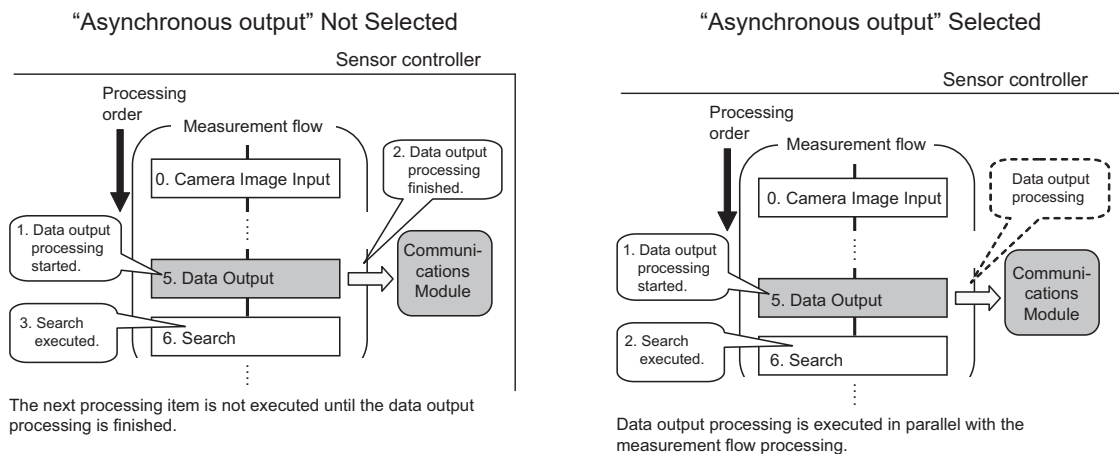 “Asynchronous output” Not Selected
Sensor controller
Processing
order
Measurement flow
0. Camera Image Input
2. Data output
processing
finished.
1. Data output
processing
started.
5. Data Output
Communi-
cations
Module
3. Search
executed.
6. Search
The next processing item is not executed until the data output
processing is finished.
“Asynchronous output” Selected
Sensor controller
Processing
order
Measurement flow
0. Camera Image Input
Data output
processing
1. Data output
processing
started.
5. Data Output
Communi-
cations
Module
2. Search
executed.
6. Search
Data output processing is executed in parallel with the
measurement flow processing.